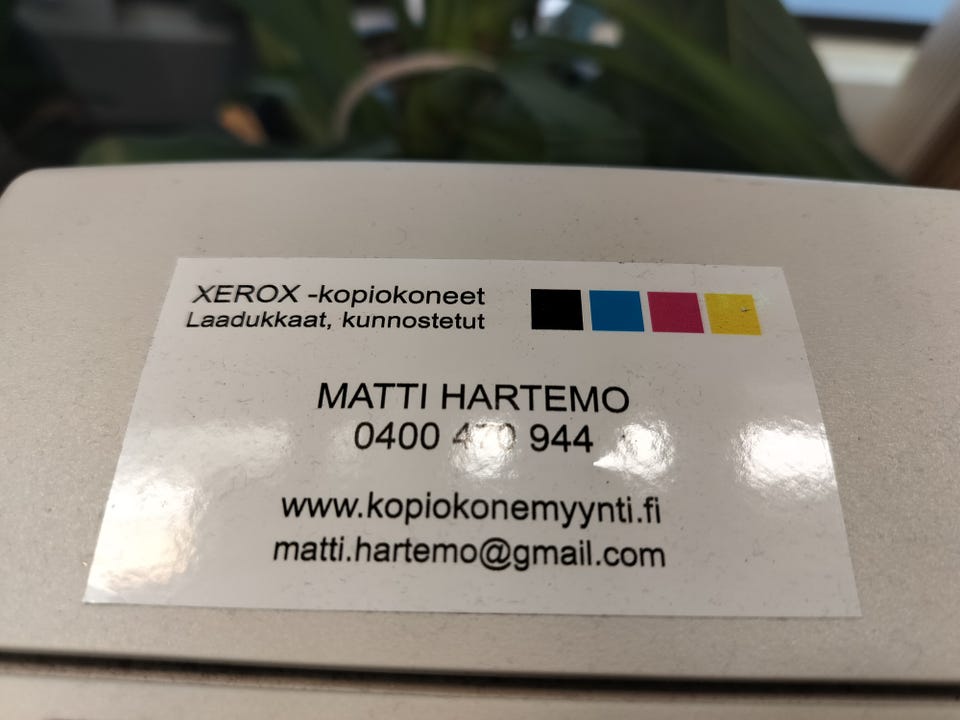 XEROX -kopiokoneet
Laadukkaat, kunnostetut
MATTI HARTEMO
0400 944
www.kopiokonemyynti.fi
matti.hartemo@gmail.com